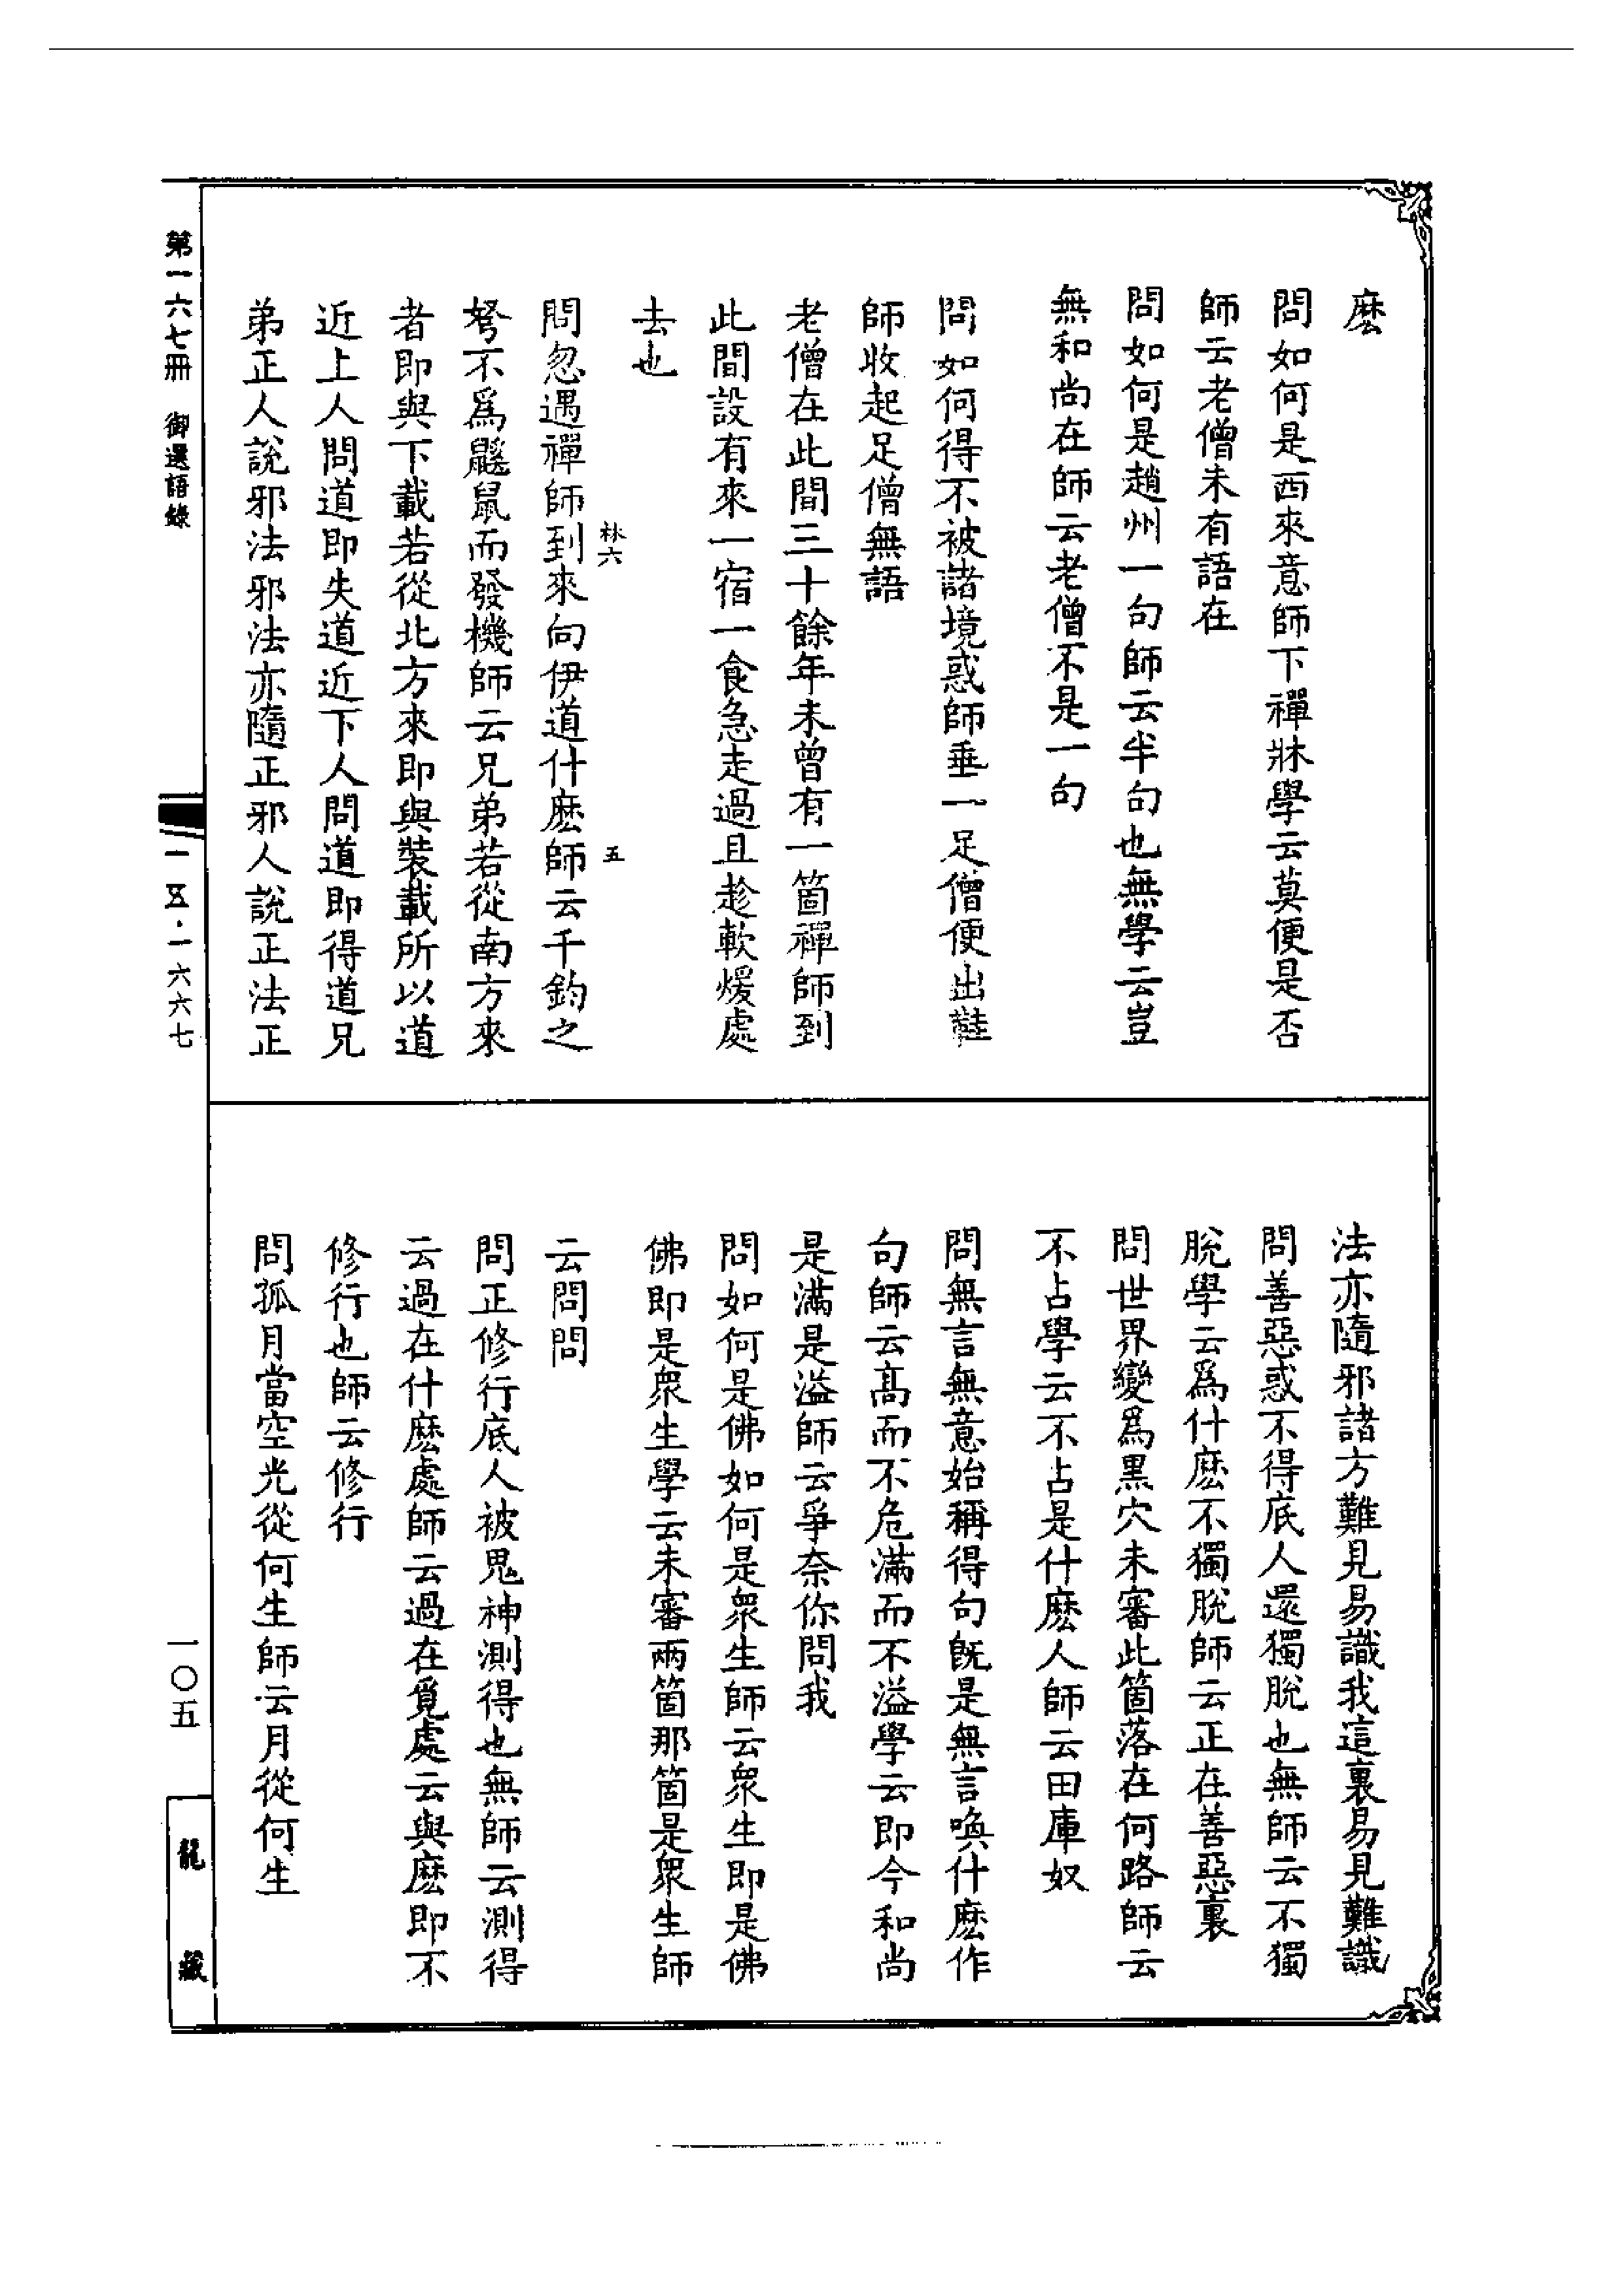 麽
問如何是西來意師下禪牀學云莫便是否
師云老僧未有語在
問如何是趙州一句師云半句也無學云豈
無和尚在師云老僧不是一句
問如何得不被諸境惑師垂一足僧便出鞋
師收起足僧無語
老僧在此間三十餘年未曾有一箇禪師到
此間設有來一宿一食急走過且趁軟煖處
去也
林六
五
問忽遇禪師到來向伊道什麽師云千鈞之
弩不爲鼷鼠而發機師云兄弟若從南方來
者即與下載若從北方來即與裝載所以道
近上人問道即失道近下人問道即得道兄
弟正人說邪法邪法亦隨正邪人說正法正
法亦隨邪諸方難見易識我這裏易見難識
問善惡惑不得底人還獨脫也無師云不獨
脫學云爲什麽不獨脫師云正在善惡裏
問世界變爲黑穴未審此箇落在何路師云
不占學云不占是什麽人師云田庫奴
問無言無意始稱得句既是無言喚什麽作
句師云高而不危滿而不溢學云即今和尚
是滿是溢師云爭奈你問我
問如何是佛如何是衆生師云衆生即是佛
佛即是衆生學云未審兩箇那箇是衆生師
云問問
問正修行底人被鬼神測得也無師云測得
云過在什麽處師云過在覓處云與麽即不
修行也師云修行
問孤月當空光從何生師云月從何生
第一六七冊 御選語錄
一五·一六六七
一〇五
龍藏